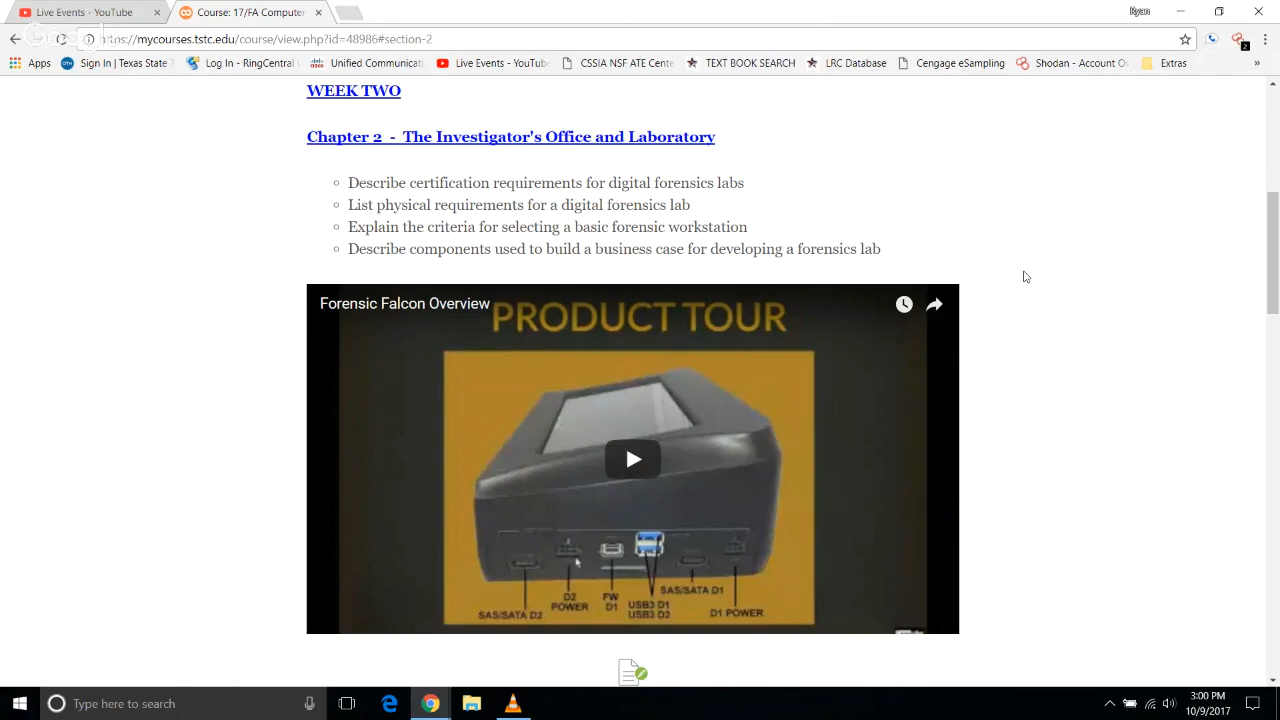 Live Events - YouTube
Course: 17/FA Computer
Ryan
https://mycourses.tstc.edu/course/view.php?id=48986#section-2
2
Apps Sign In | Texas State Log In - RingCentral Unified Communicati Live Events - YouTube CSSIA NSF ATE Cente TEXT BOOK SEARCH LRC Database Cengage eSampling Shodan - Account O Extras »
WEEK TWO
Chapter 2 - The Investigator's Office and Laboratory
Describe certification requirements for digital forensics labs
List physical requirements for a digital forensics lab
Explain the criteria for selecting a basic forensic workstation
Describe components used to build a business case for developing a forensics lab
Forensic Falcon Overview
PRODUCT TOUR
SAS/SATA D2
D2 POWER
FW D1
USB3 D1
USB3 D2
SAS/SATA D1
D1 POWER
Type here to search
3:00 PM
10/9/2017